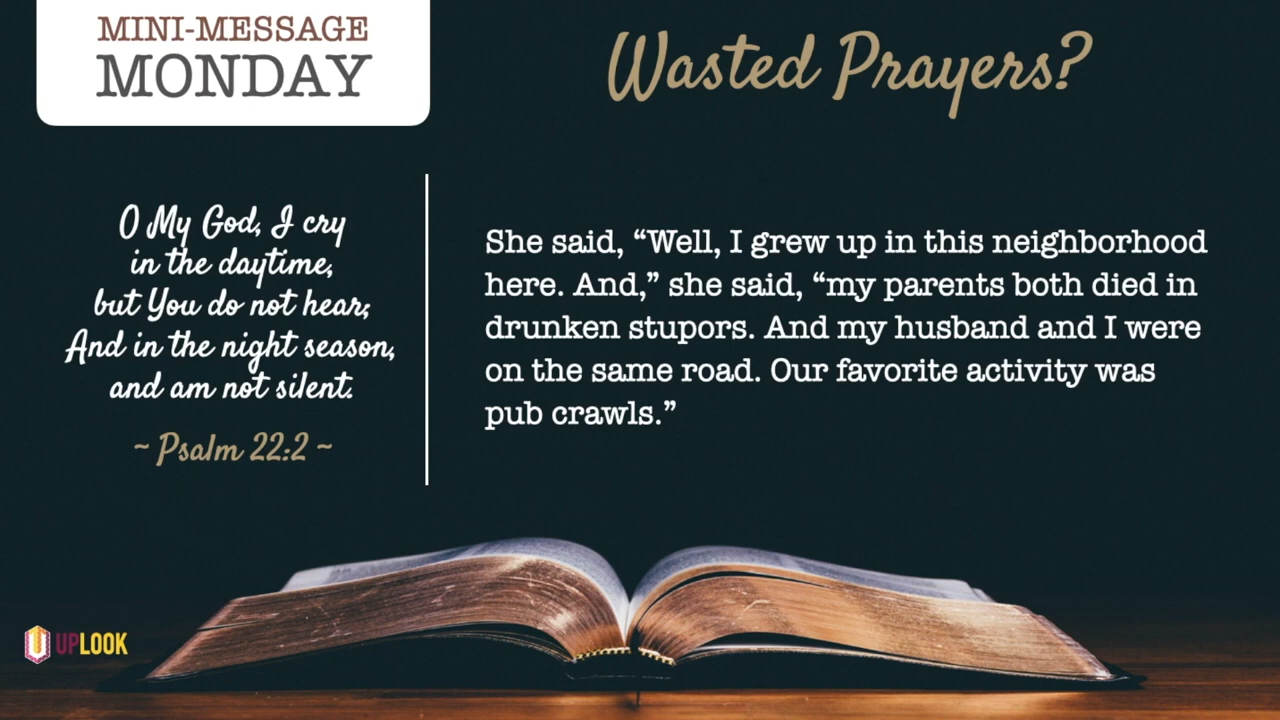 MINI-MESSAGE
MONDAY
Wasted Prayers?
O My God, I cry
in the daytime,
but You do not hear;
And in the night season,
and am not silent.
~ Psalm 22:2 ~
She said, “Well, I grew up in this neighborhood
here. And,” she said, “my parents both died in
drunken stupors. And my husband and I were
on the same road. Our favorite activity was
pub crawls.”
UPLOOK